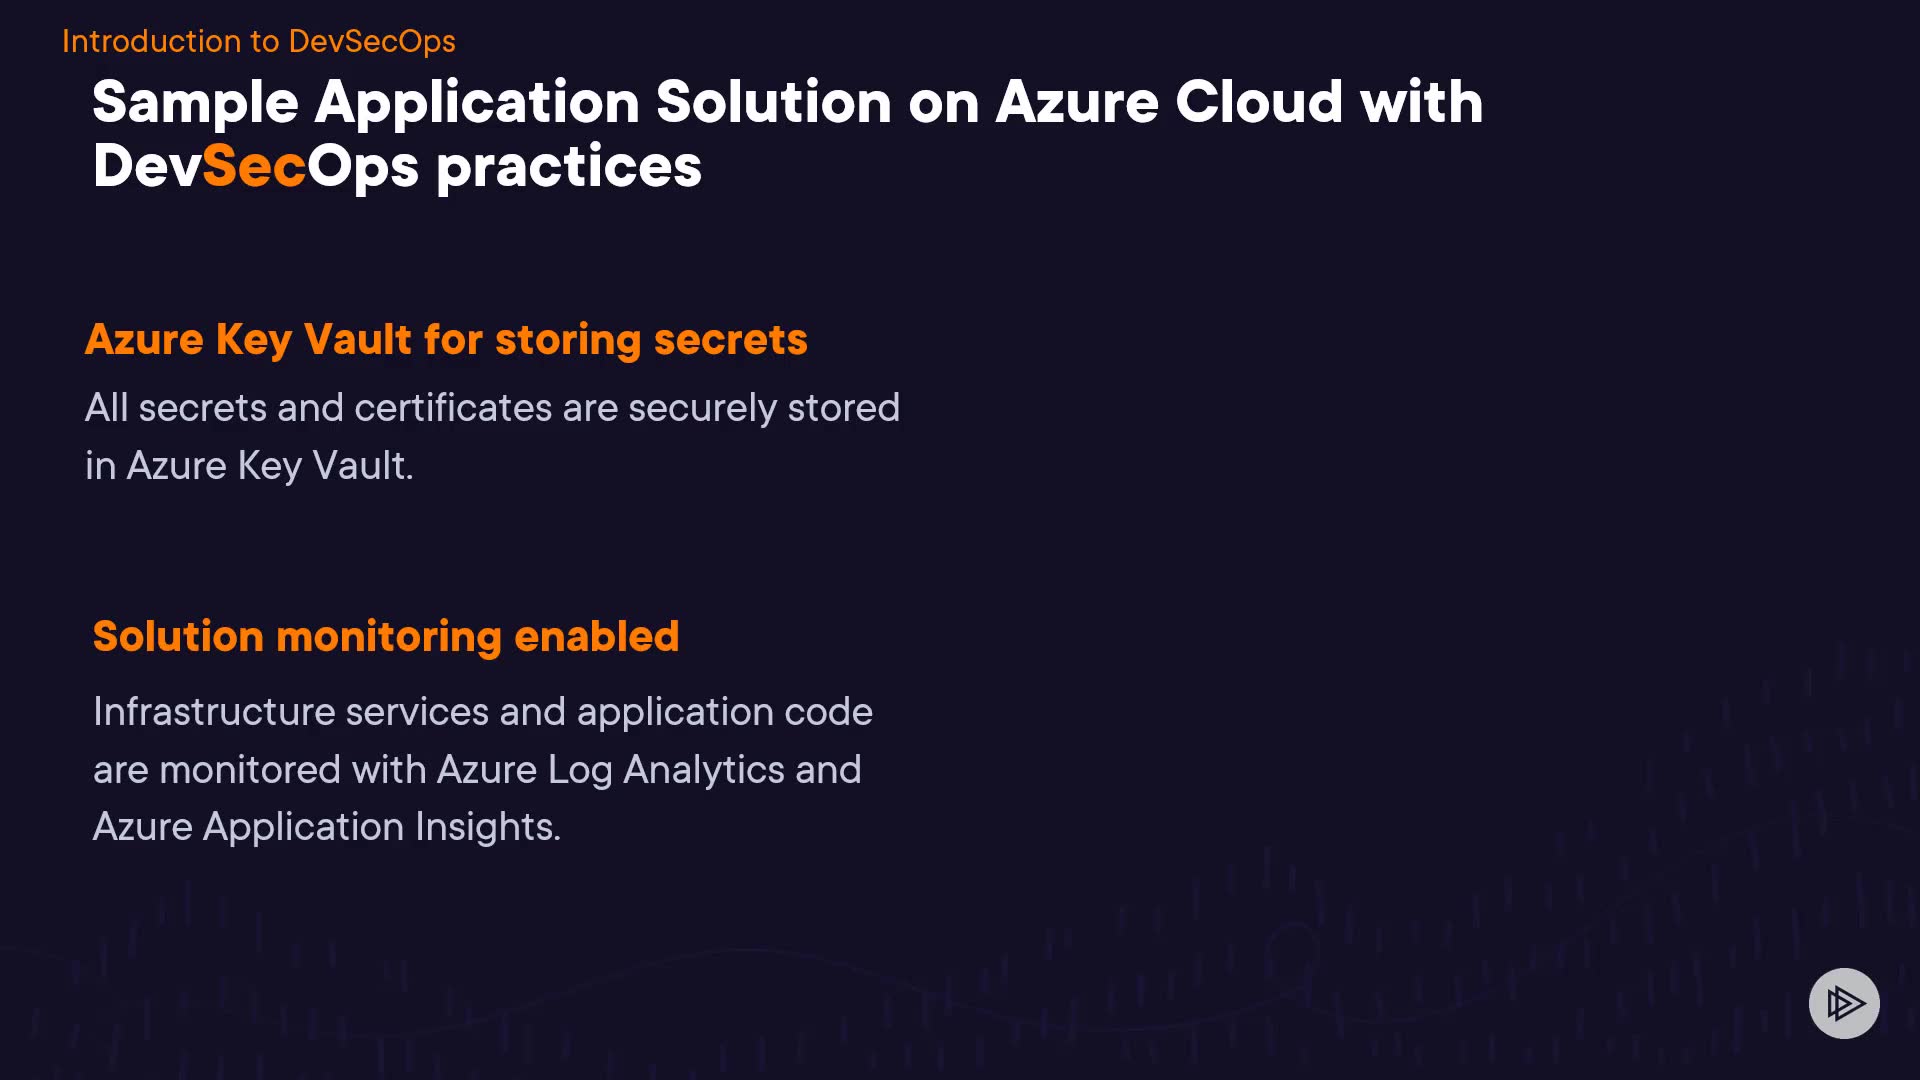 Introduction to DevSecOps
Sample Application Solution on Azure Cloud with
DevSecOps practices
Azure Key Vault for storing secrets
All secrets and certificates are securely stored
in Azure Key Vault.
Solution monitoring enabled
Infrastructure services and application code
are monitored with Azure Log Analytics and
Azure Application Insights.